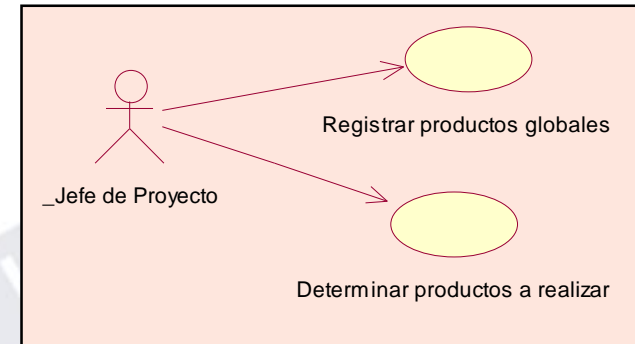 Registrar productos globales
_Jefe de Proyecto
Determinar productos a realizar